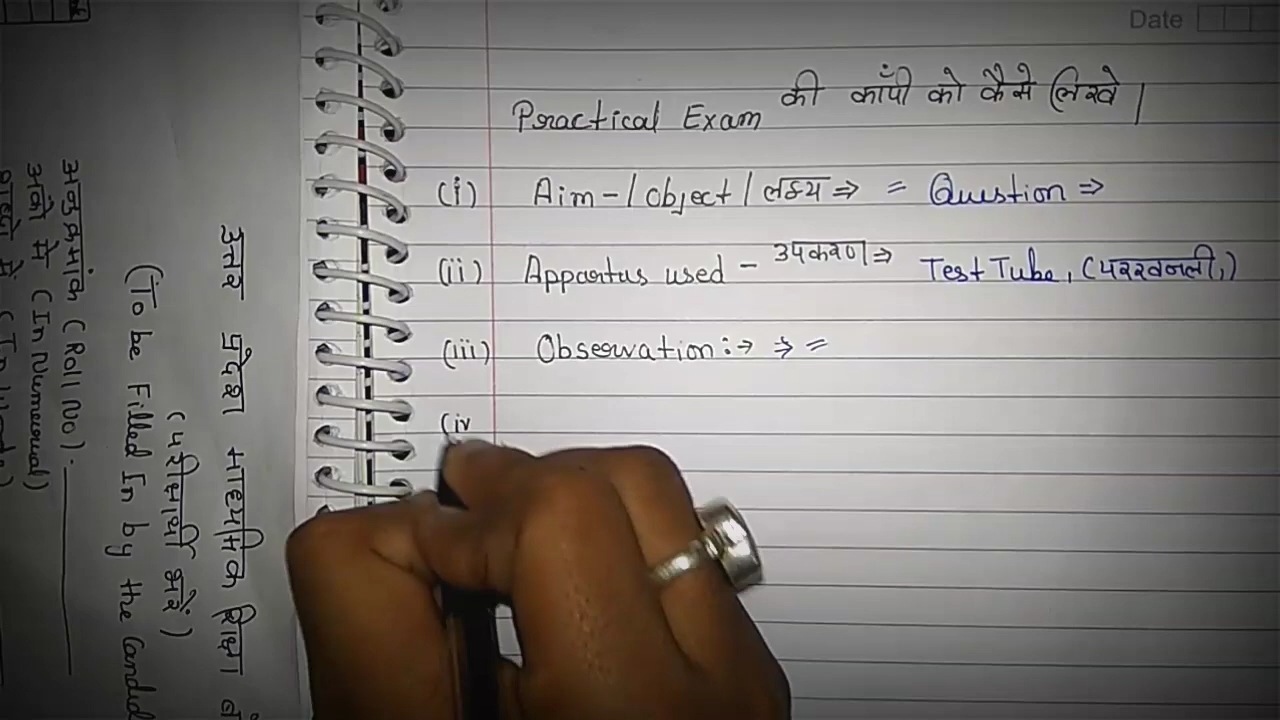 Date
Practical Exam की कॉपी को कैसे लिखे |
(i) Aim - / object / लक्ष्य ⇒ = Question ⇒
(ii) Apparatus used - उपकरण ⇒ Test Tube, (परखनली,)
(iii) Observation :→ → =
(iv
उत्तर प्रदेश माध्यमिक शिक्षा
(To be Filled In by the Candid
(परीक्षार्थी भरें)
अनुक्रमांक (Roll No).
अंको मे (In Numeral)